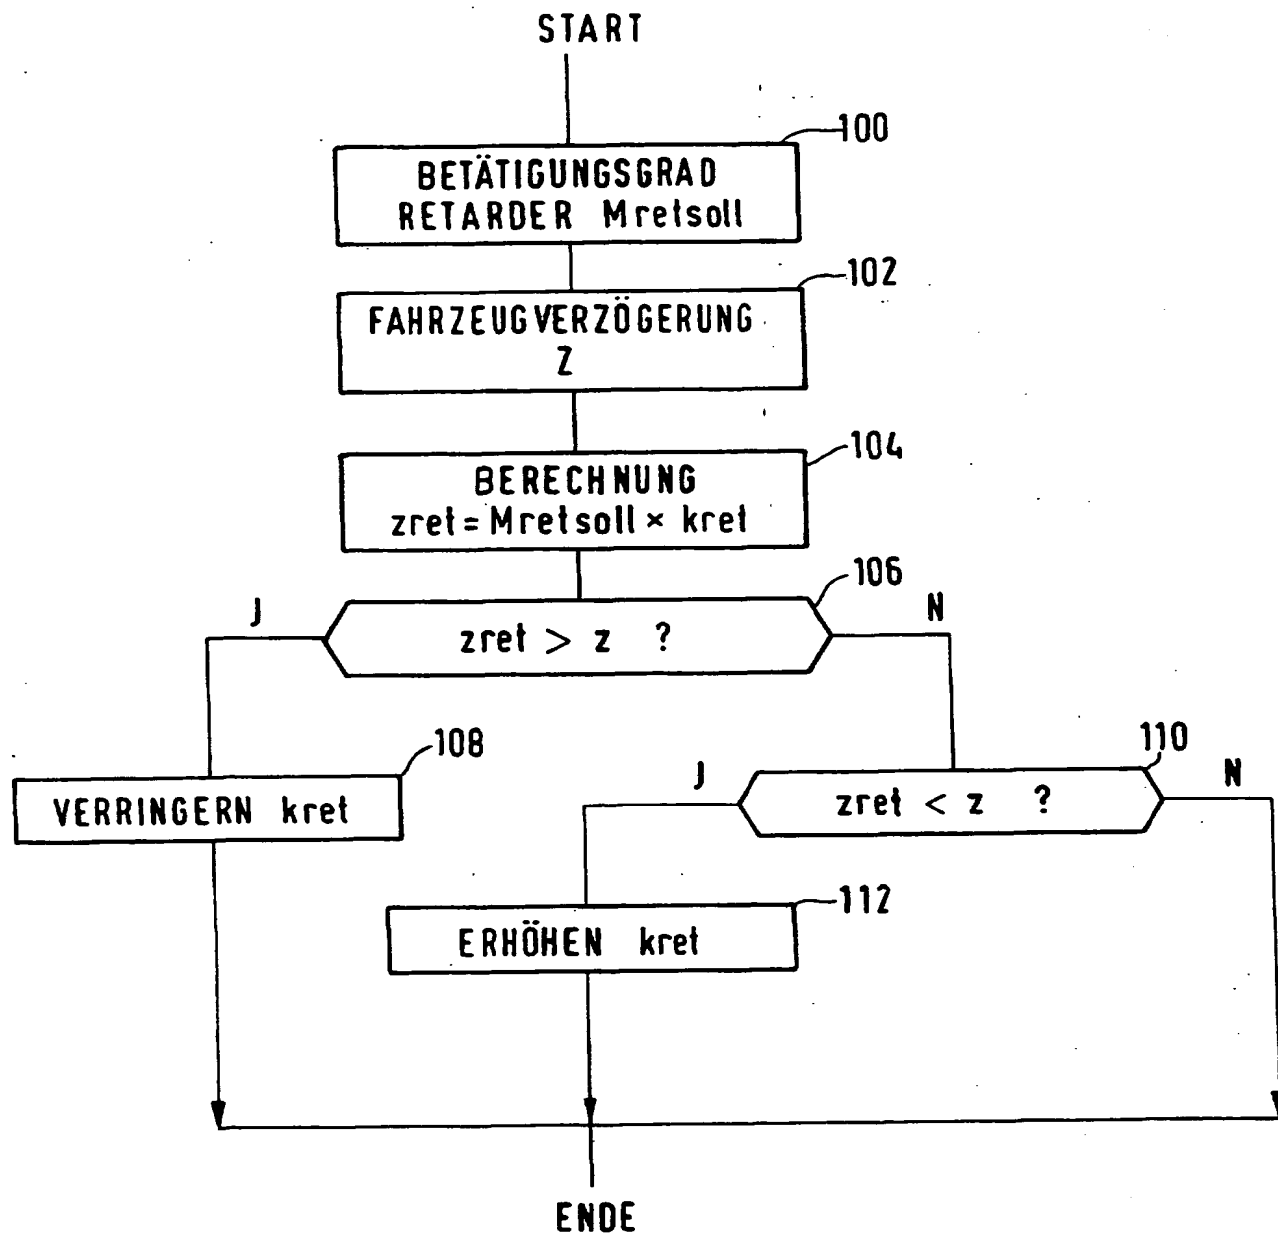 START
100
BETÄTIGUNGSGRAD
RETARDER Mretsoll
102
FAHRZEUGVERZÖGERUNG
Z
104
BERECHNUNG
zret = Mretsoll × kret
106
J
N
zret > z ?
108
110
J
N
VERRINGERN kret
zret < z ?
112
ERHÖHEN kret
ENDE